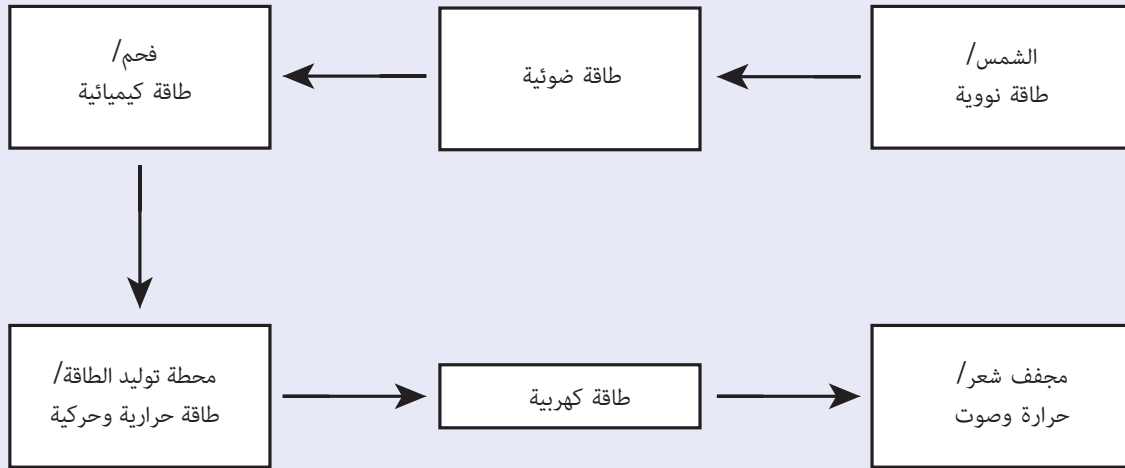 الشمس/
طاقة نووية
طاقة ضوئية
فحم/
طاقة كيميائية
محطة توليد الطاقة/
طاقة حرارية وحركية
طاقة كهربية
مجفف شعر/
حرارة وصوت